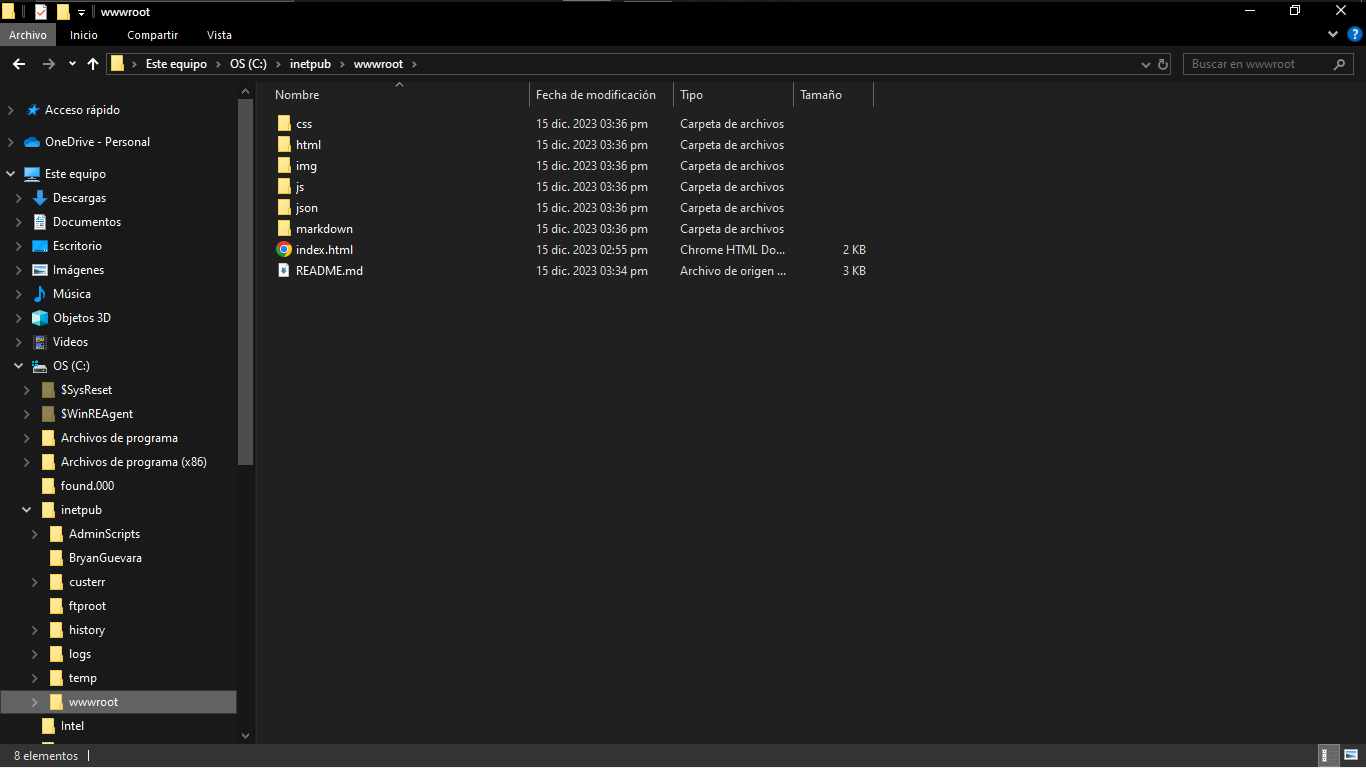 wwwroot
Archivo Inicio Compartir Vista
Este equipo OS (C:) inetpub wwwroot Buscar en wwwroot
Acceso rápido
OneDrive - Personal
Este equipo
Descargas
Documentos
Escritorio
Imágenes
Música
Objetos 3D
Videos
OS (C:)
$SysReset
$WinREAgent
Archivos de programa
Archivos de programa (x86)
found.000
inetpub
AdminScripts
BryanGuevara
custerr
ftproot
history
logs
temp
wwwroot
Intel
Nombre Fecha de modificación Tipo Tamaño
css 15 dic. 2023 03:36 pm Carpeta de archivos
html 15 dic. 2023 03:36 pm Carpeta de archivos
img 15 dic. 2023 03:36 pm Carpeta de archivos
js 15 dic. 2023 03:36 pm Carpeta de archivos
json 15 dic. 2023 03:36 pm Carpeta de archivos
markdown 15 dic. 2023 03:36 pm Carpeta de archivos
index.html 15 dic. 2023 02:55 pm Chrome HTML Do... 2 KB
README.md 15 dic. 2023 03:34 pm Archivo de origen ... 3 KB
8 elementos